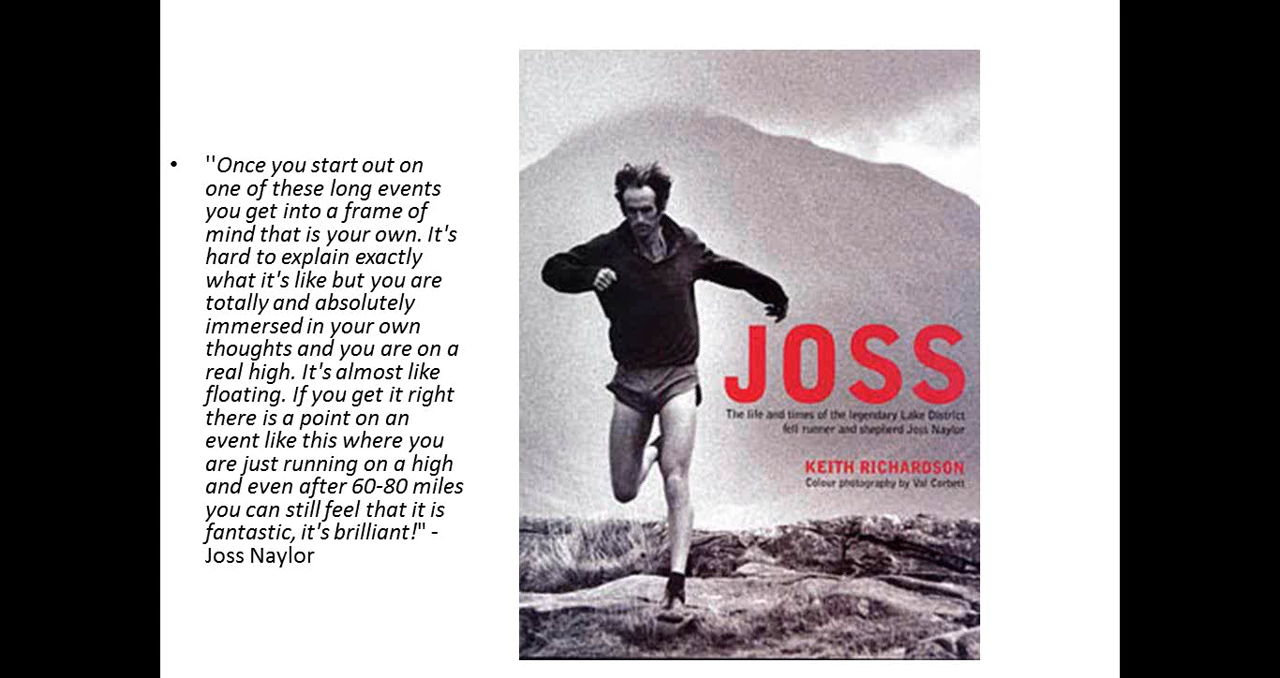 • "Once you start out on
one of these long events
you get into a frame of
mind that is your own. It's
hard to explain exactly
what it's like but you are
totally and absolutely
immersed in your own
thoughts and you are on a
real high. It's almost like
floating. If you get it right
there is a point on an
event like this where you
are just running on a high
and even after 60-80 miles
you can still feel that it is
fantastic, it's brilliant!" -
Joss Naylor
JOSS
The life and times of the legendary Lake District
fell runner and shepherd Joss Naylor
KEITH RICHARDSON
Colour photography by Val Corbett